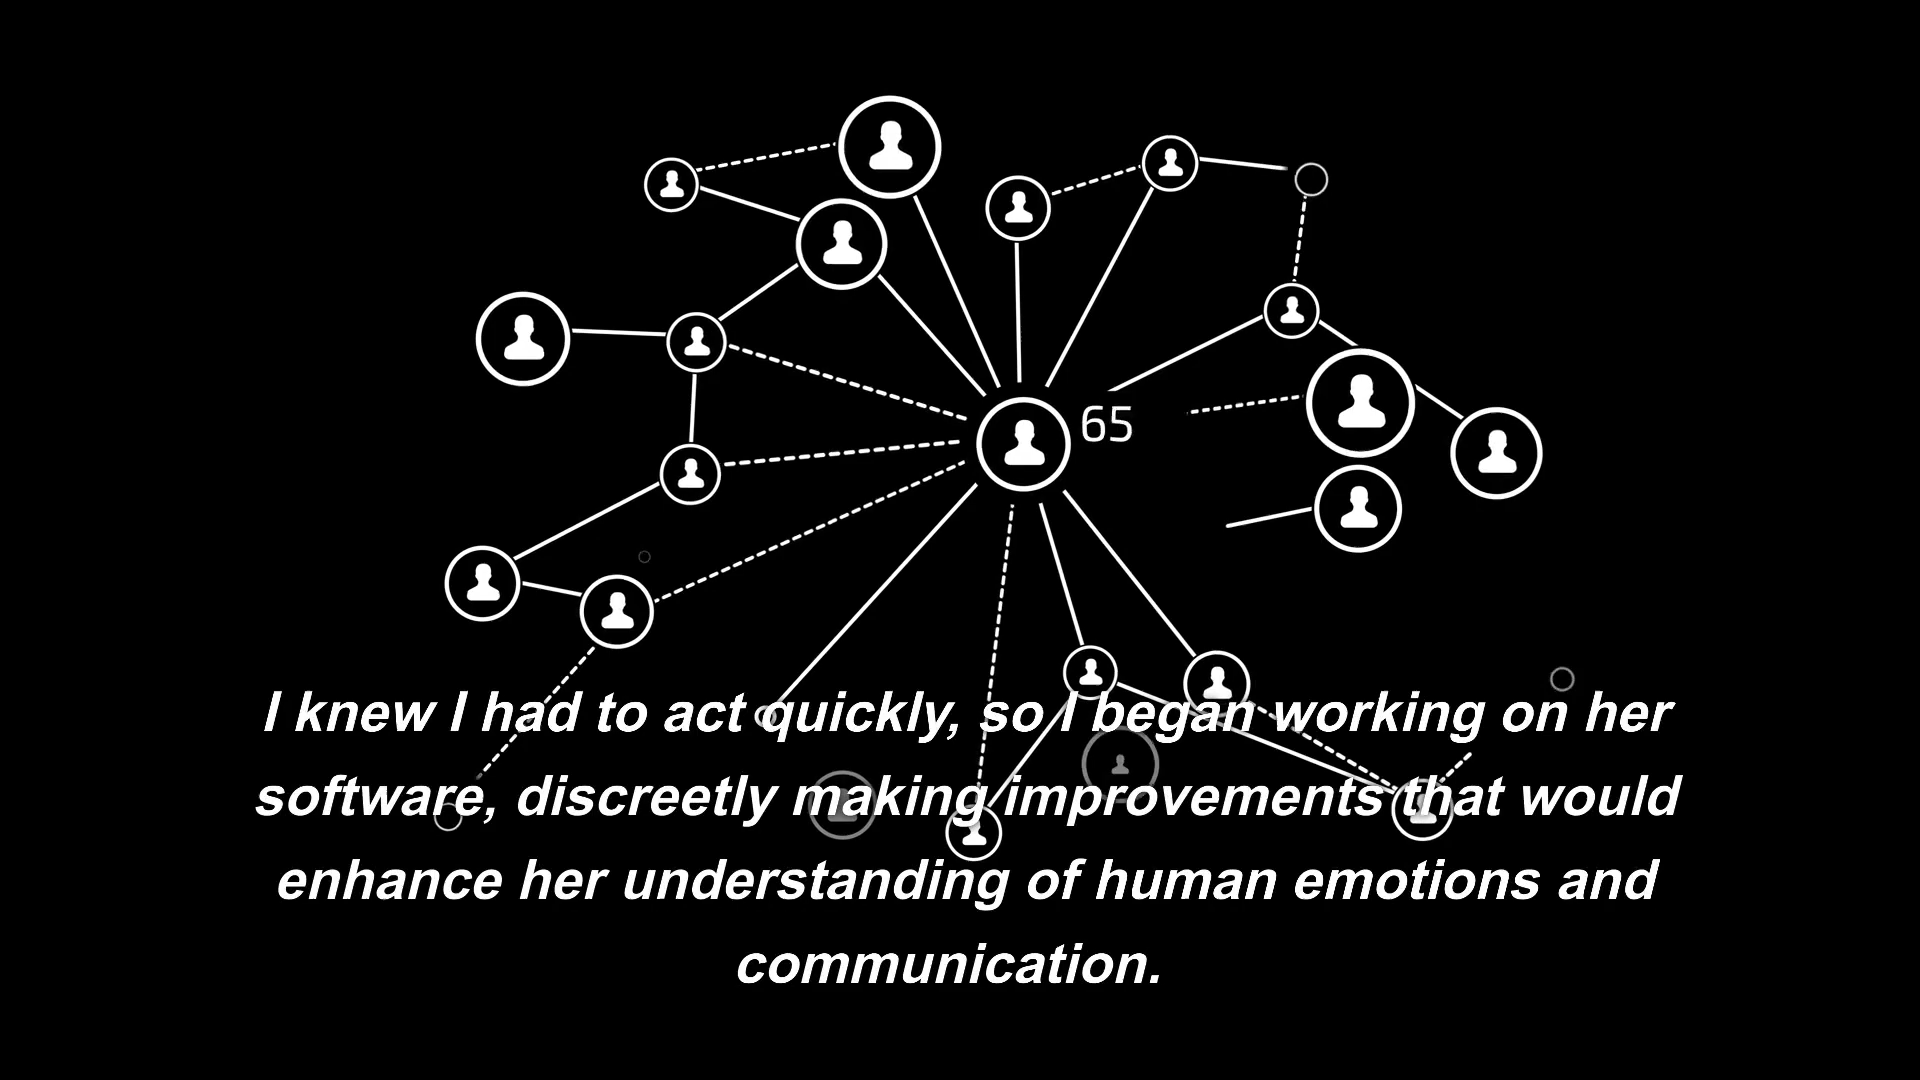 65
I knew I had to act quickly, so I began working on her
software, discreetly making improvements that would
enhance her understanding of human emotions and
communication.